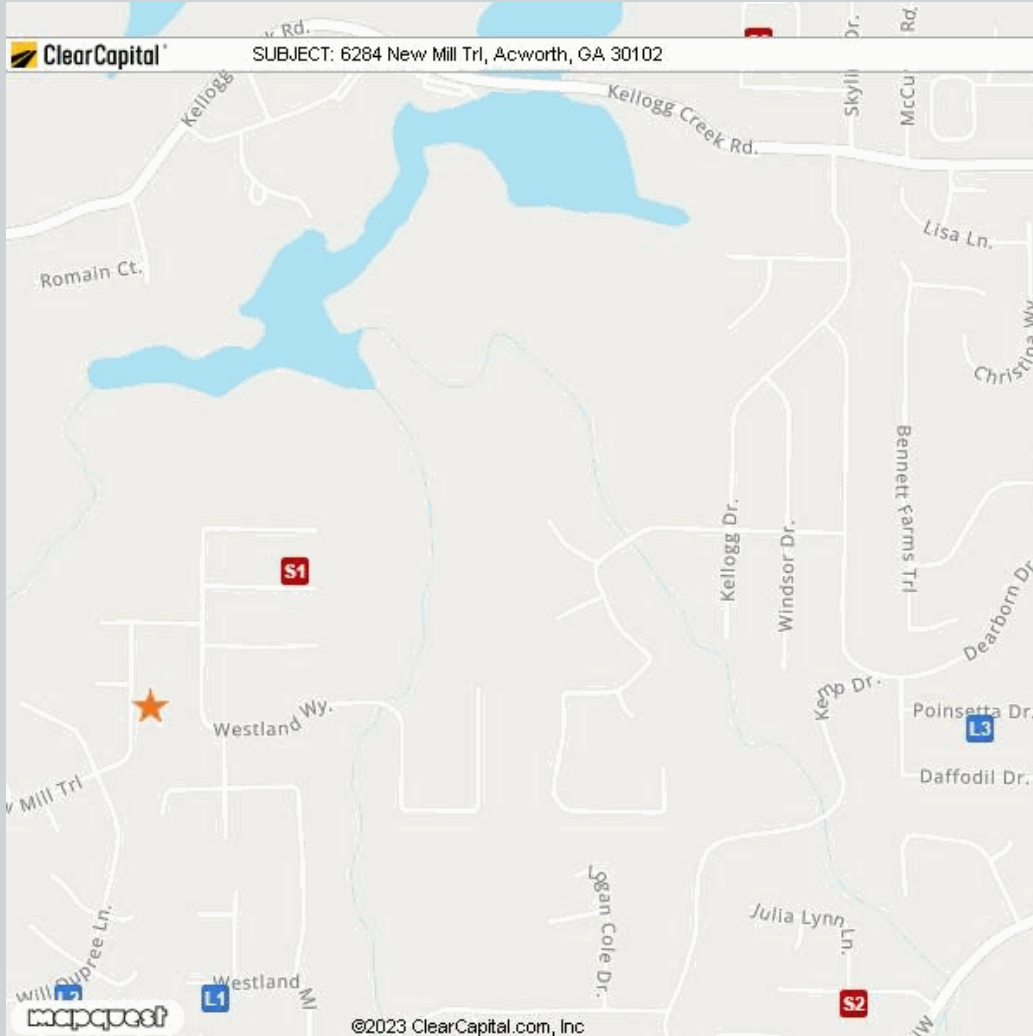 ClearCapital
SUBJECT: 6284 New Mill Trl, Acworth, GA 30102
Rd.
Kellogg
Kellogg Creek Rd.
Dr.
Rd.
Lisa Ln.
Romain Ct.
Bennett Farms Trl
Kellogg Dr.
Windsor Dr.
S1
Dearborn Dr
Kemp Dr.
Westland Wy.
Poinsetta Dr.
L3
Mill Trl
Daffodil Dr.
Logan Cole Dr.
Julia Lynn Ln.
Will Dupree Ln.
L2
L1
Westland Ml
S2
mapquest
©2023 ClearCapital.com, Inc